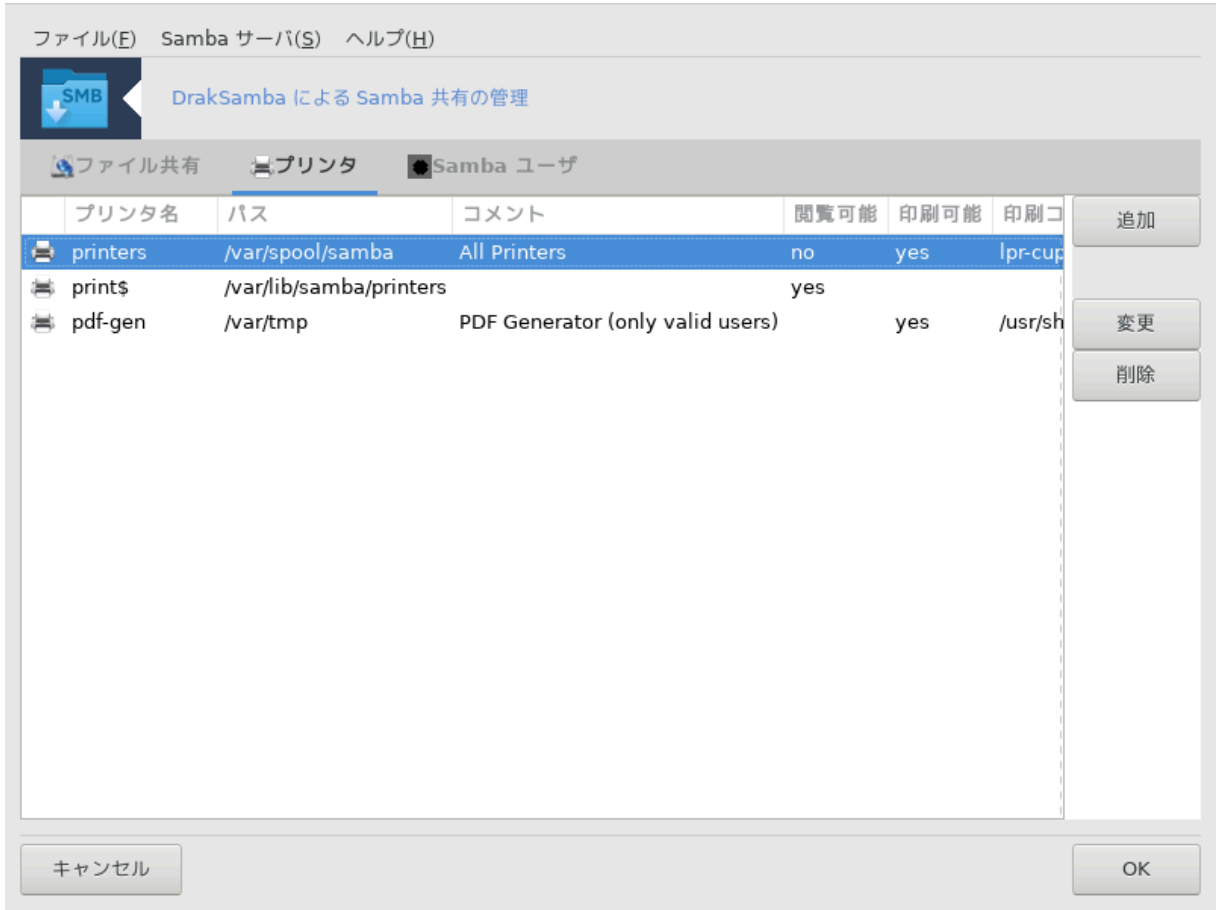 ファイル(F) Samba サーバ(S) ヘルプ(H)
SMB
DrakSamba による Samba 共有の管理
ファイル共有 プリンタ Samba ユーザ
プリンタ名 パス コメント 閲覧可能 印刷可能 印刷コ
追加
printers /var/spool/samba All Printers no yes lpr-cup
print$ /var/lib/samba/printers yes
pdf-gen /var/tmp PDF Generator (only valid users) yes /usr/sh
変更
削除
キャンセル OK